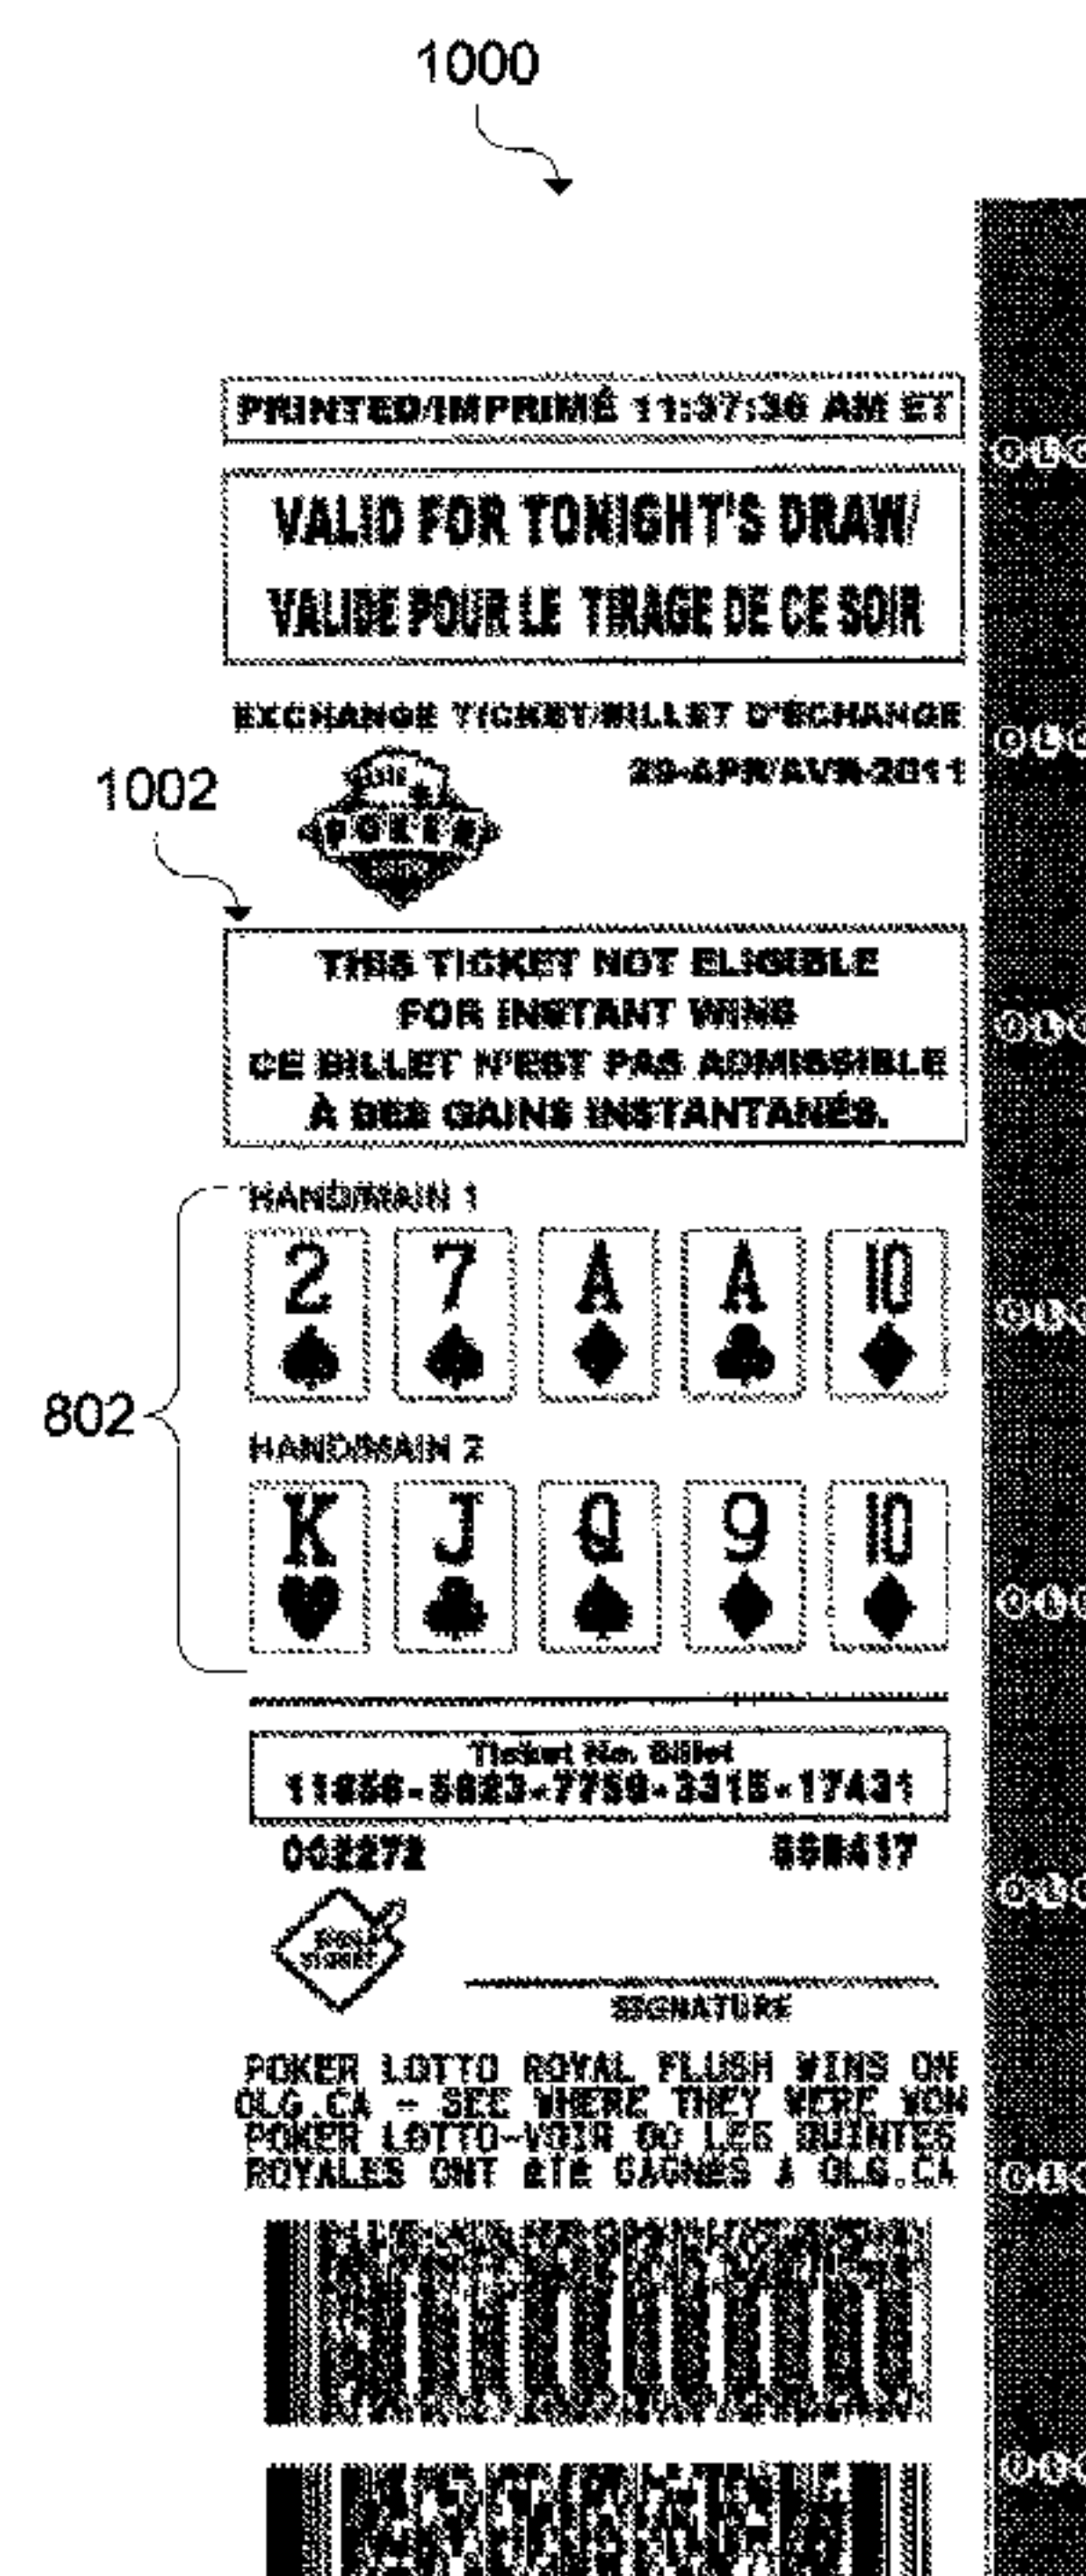 1000
PRINTED/IMPRIMÉ 11:37:36 AM ET
VALID FOR TONIGHT'S DRAW/
VALIDE POUR LE TIRAGE DE CE SOIR
EXCHANGE TICKET/BILLET D'ÉCHANGE
29-APR/AVR-2011
1002
POKER
THIS TICKET NOT ELIGIBLE
FOR INSTANT WINS
CE BILLET N'EST PAS ADMISSIBLE
À DES GAINS INSTANTANÉS.
HAND/MAIN 1
2 7 A A 10
802
HAND/MAIN 2
K J Q 9 10
Ticket No. Billet
002272
SIGNATURE
POKER LOTTO ROYAL FLUSH WINS ON
OLG.CA - SEE WHERE THEY WERE WON
POKER LOTTO-VOIR OÙ LES QUINTES
ROYALES ONT ÉTÉ GAGNÉS À OLG.CA